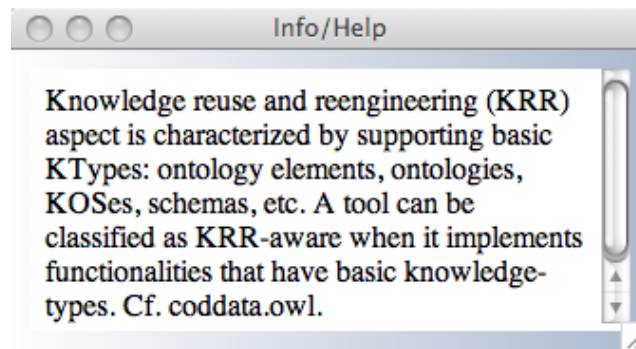 Info/Help
Knowledge reuse and reengineering (KRR)
aspect is characterized by supporting basic
KTypes: ontology elements, ontologies,
KOSes, schemas, etc. A tool can be
classified as KRR-aware when it implements
functionalities that have basic knowledge-
types. Cf. coddata.owl.